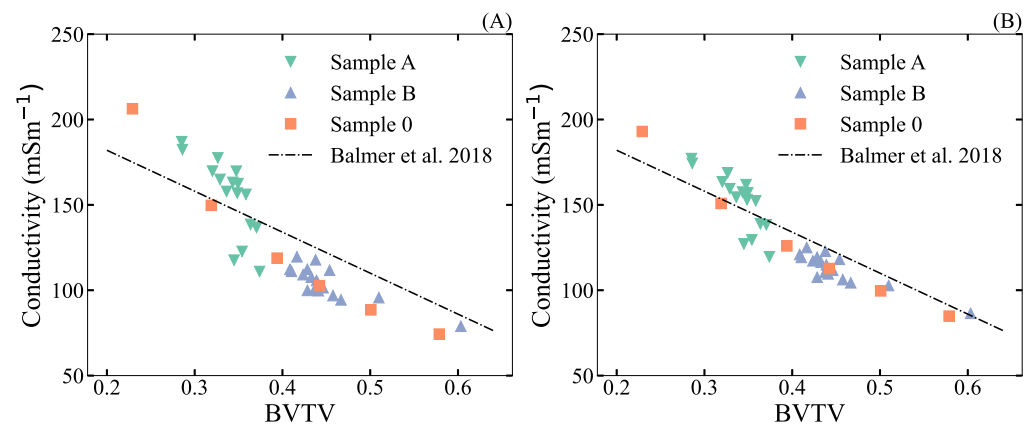 (A)
250
200
150
100
50
0.2 0.3 0.4 0.5 0.6
BVTV
Conductivity (mSm⁻¹)
Sample A
Sample B
Sample 0
Balmer et al. 2018
(B)
250
200
150
100
50
0.2 0.3 0.4 0.5 0.6
BVTV
Conductivity (mSm⁻¹)
Sample A
Sample B
Sample 0
Balmer et al. 2018